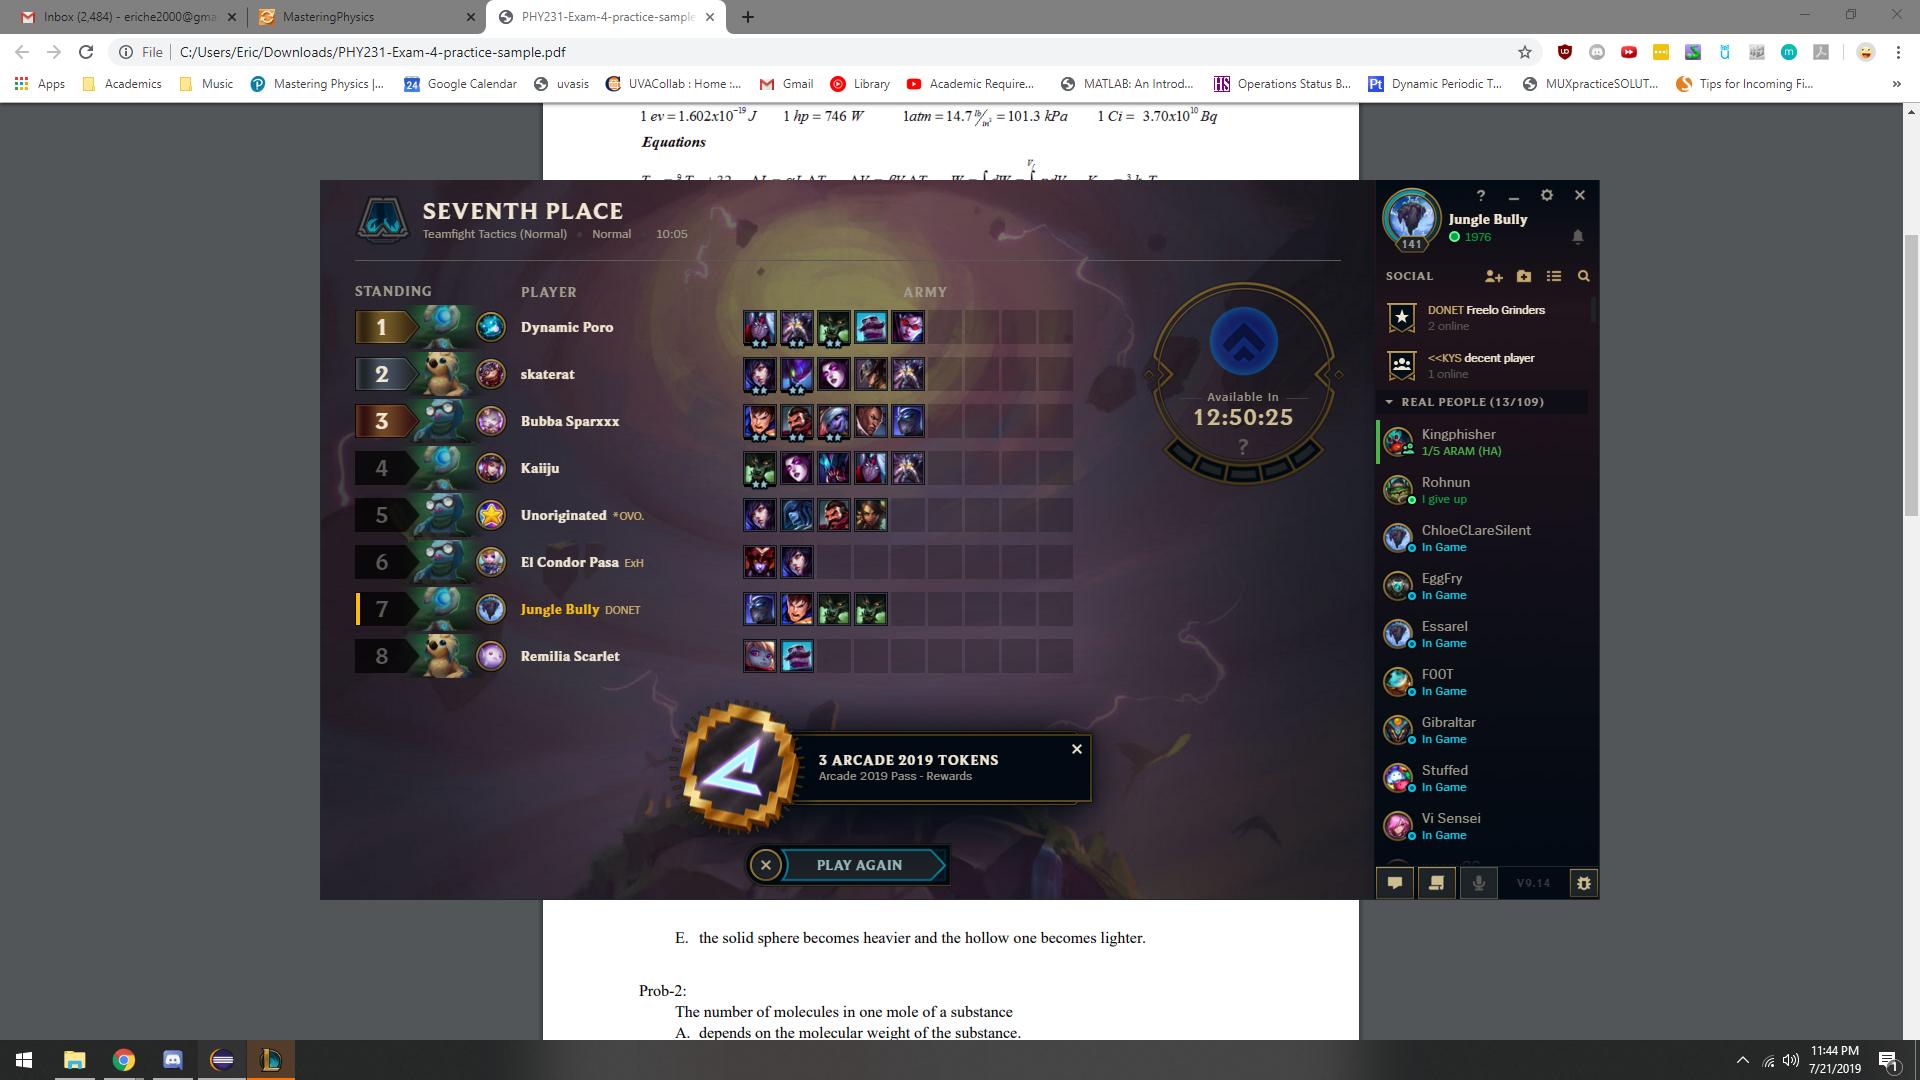 Inbox (2,484) - eriche2000@gma
MasteringPhysics
PHY231-Exam-4-practice-sample
File
C:/Users/Eric/Downloads/PHY231-Exam-4-practice-sample.pdf
Apps
Academics
Music
Mastering Physics |...
24
Google Calendar
uvasis
UVACollab : Home :...
Gmail
Library
Academic Require...
MATLAB: An Introd...
HS
Operations Status B...
Pt
Dynamic Periodic T...
MUXpracticeSOLUT...
Tips for Incoming Fi...
1 ev = 1.602x10⁻¹⁹ J 1 hp = 746 W 1atm = 14.7 lb/in² = 101.3 kPa 1 Ci = 3.70x10¹⁰ Bq
Equations
SEVENTH PLACE
Teamfight Tactics (Normal) • Normal 10:05
STANDING PLAYER ARMY
1 Dynamic Poro
2 skaterat
3 Bubba Sparxxx
4 Kaiiju
5 Unoriginated *OVO.
6 El Condor Pasa ExH
7 Jungle Bully DONET
8 Remilia Scarlet
Available In
12:50:25
?
3 ARCADE 2019 TOKENS
Arcade 2019 Pass - Rewards
PLAY AGAIN
?
Jungle Bully
1976
141
SOCIAL
DONET Freelo Grinders
2 online
<<KYS decent player
1 online
REAL PEOPLE (13/109)
Kingphisher
1/5 ARAM (HA)
Rohnun
I give up
ChloeCLareSilent
In Game
EggFry
In Game
Essarel
In Game
FOOT
In Game
Gibraltar
In Game
Stuffed
In Game
Vi Sensei
In Game
V9.14
E. the solid sphere becomes heavier and the hollow one becomes lighter.
Prob-2:
The number of molecules in one mole of a substance
A. depends on the molecular weight of the substance.
11:44 PM
7/21/2019
1